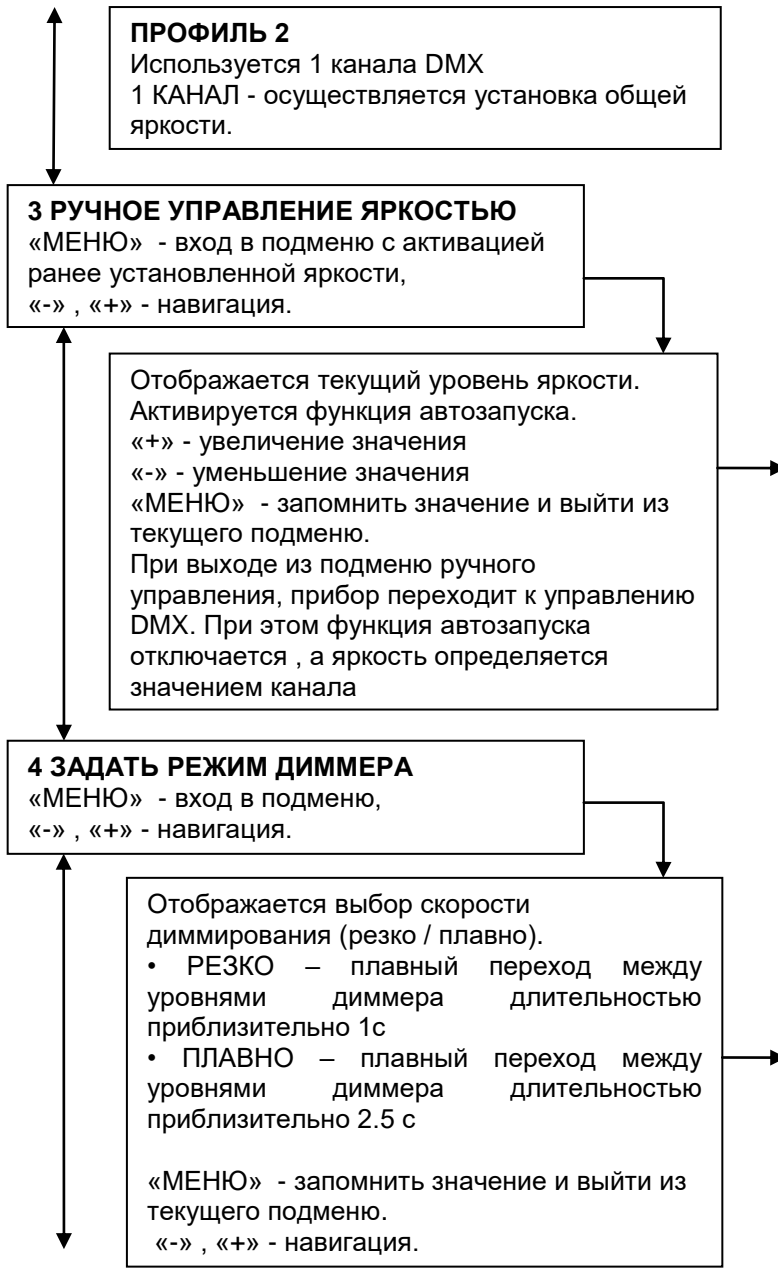 ПРОФИЛЬ 2
Используется 1 канала DMX
1 КАНАЛ - осуществляется установка общей
яркости.
3 РУЧНОЕ УПРАВЛЕНИЕ ЯРКОСТЬЮ
«МЕНЮ» - вход в подменю с активацией
ранее установленной яркости,
«-» , «+» - навигация.
Отображается текущий уровень яркости.
Активируется функция автозапуска.
«+» - увеличение значения
«-» - уменьшение значения
«МЕНЮ» - запомнить значение и выйти из
текущего подменю.
При выходе из подменю ручного
управления, прибор переходит к управлению
DMX. При этом функция автозапуска
отключается , а яркость определяется
значением канала
4 ЗАДАТЬ РЕЖИМ ДИММЕРА
«МЕНЮ» - вход в подменю,
«-» , «+» - навигация.
Отображается выбор скорости
диммирования (резко / плавно).
• РЕЗКО – плавный переход между
уровнями диммера длительностью
приблизительно 1с
• ПЛАВНО – плавный переход между
уровнями диммера длительностью
приблизительно 2.5 с
«МЕНЮ» - запомнить значение и выйти из
текущего подменю.
«-» , «+» - навигация.